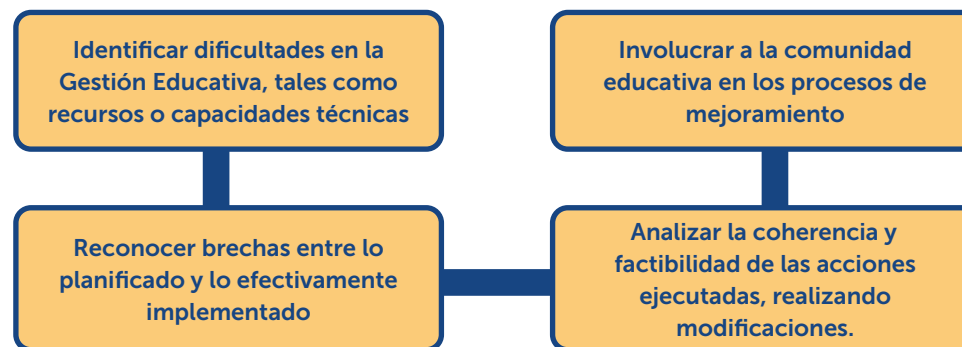 Identificar dificultades en la
Gestión Educativa, tales como
recursos o capacidades técnicas
Involucrar a la comunidad
educativa en los procesos de
mejoramiento
Reconocer brechas entre lo
planificado y lo efectivamente
implementado
Analizar la coherencia y
factibilidad de las acciones
ejecutadas, realizando
modificaciones.